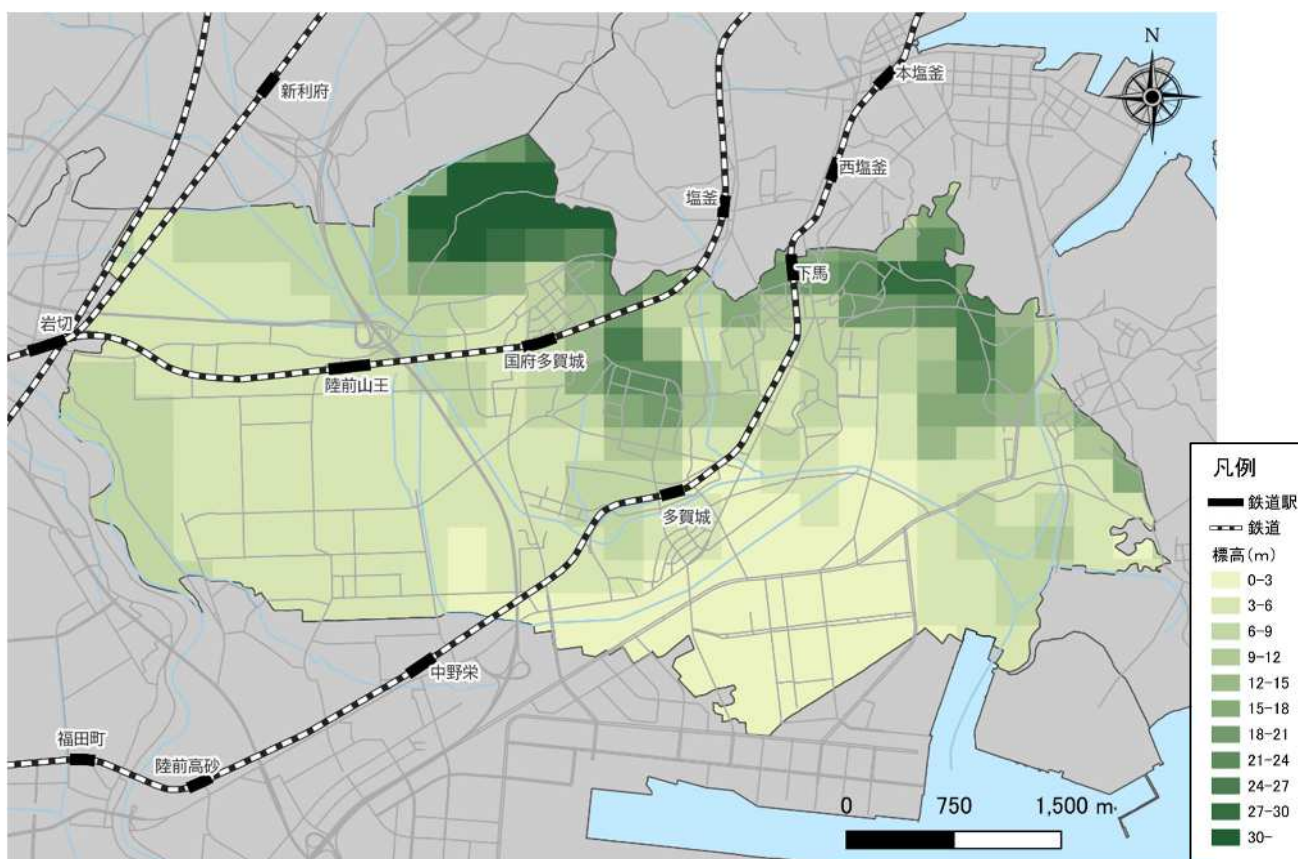 N
本塩釜
新利府
西塩釜
塩釜
下馬
岩切
国府多賀城
陸前山王
多賀城
中野栄
福田町
陸前高砂
0 750 1,500 m
凡例
鉄道駅
鉄道
標高(m)
0-3
3-6
6-9
9-12
12-15
15-18
18-21
21-24
24-27
27-30
30-